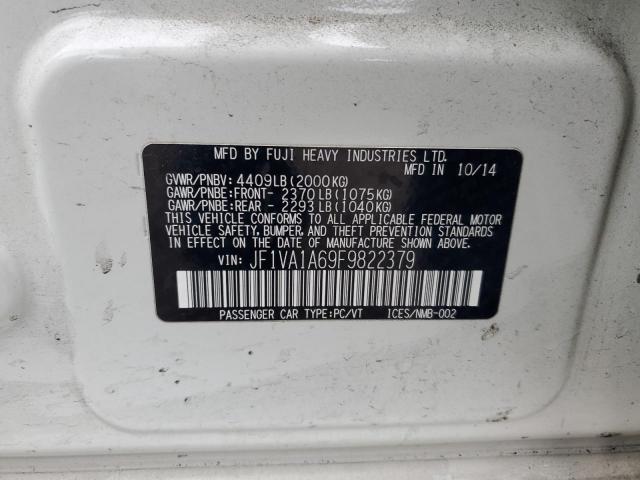 MFD BY FUJI HEAVY INDUSTRIES LTD.
MFD IN 10/14
GVWR/PNBV: 4409LB(2000KG)
GAWR/PNBE:FRONT- 2370LB(1075KG)
GAWR/PNBE:REAR - 2293LB(1040KG)
THIS VEHICLE CONFORMS TO ALL APPLICABLE FEDERAL MOTOR
VEHICLE SAFETY, BUMPER, AND THEFT PREVENTION STANDARDS
IN EFFECT ON THE DATE OF MANUFACTURE SHOWN ABOVE.
VIN: JF1VA1A69F9822379
PASSENGER CAR TYPE:PC/VT ICES/NMB-002